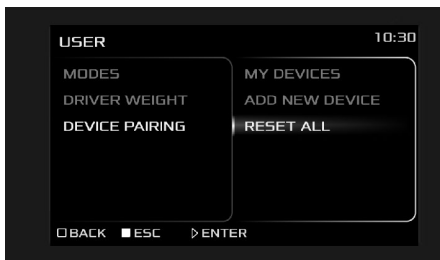 USER 10:30
MODES MY DEVICES
DRIVER WEIGHT ADD NEW DEVICE
DEVICE PAIRING RESET ALL
BACK ESC ENTER